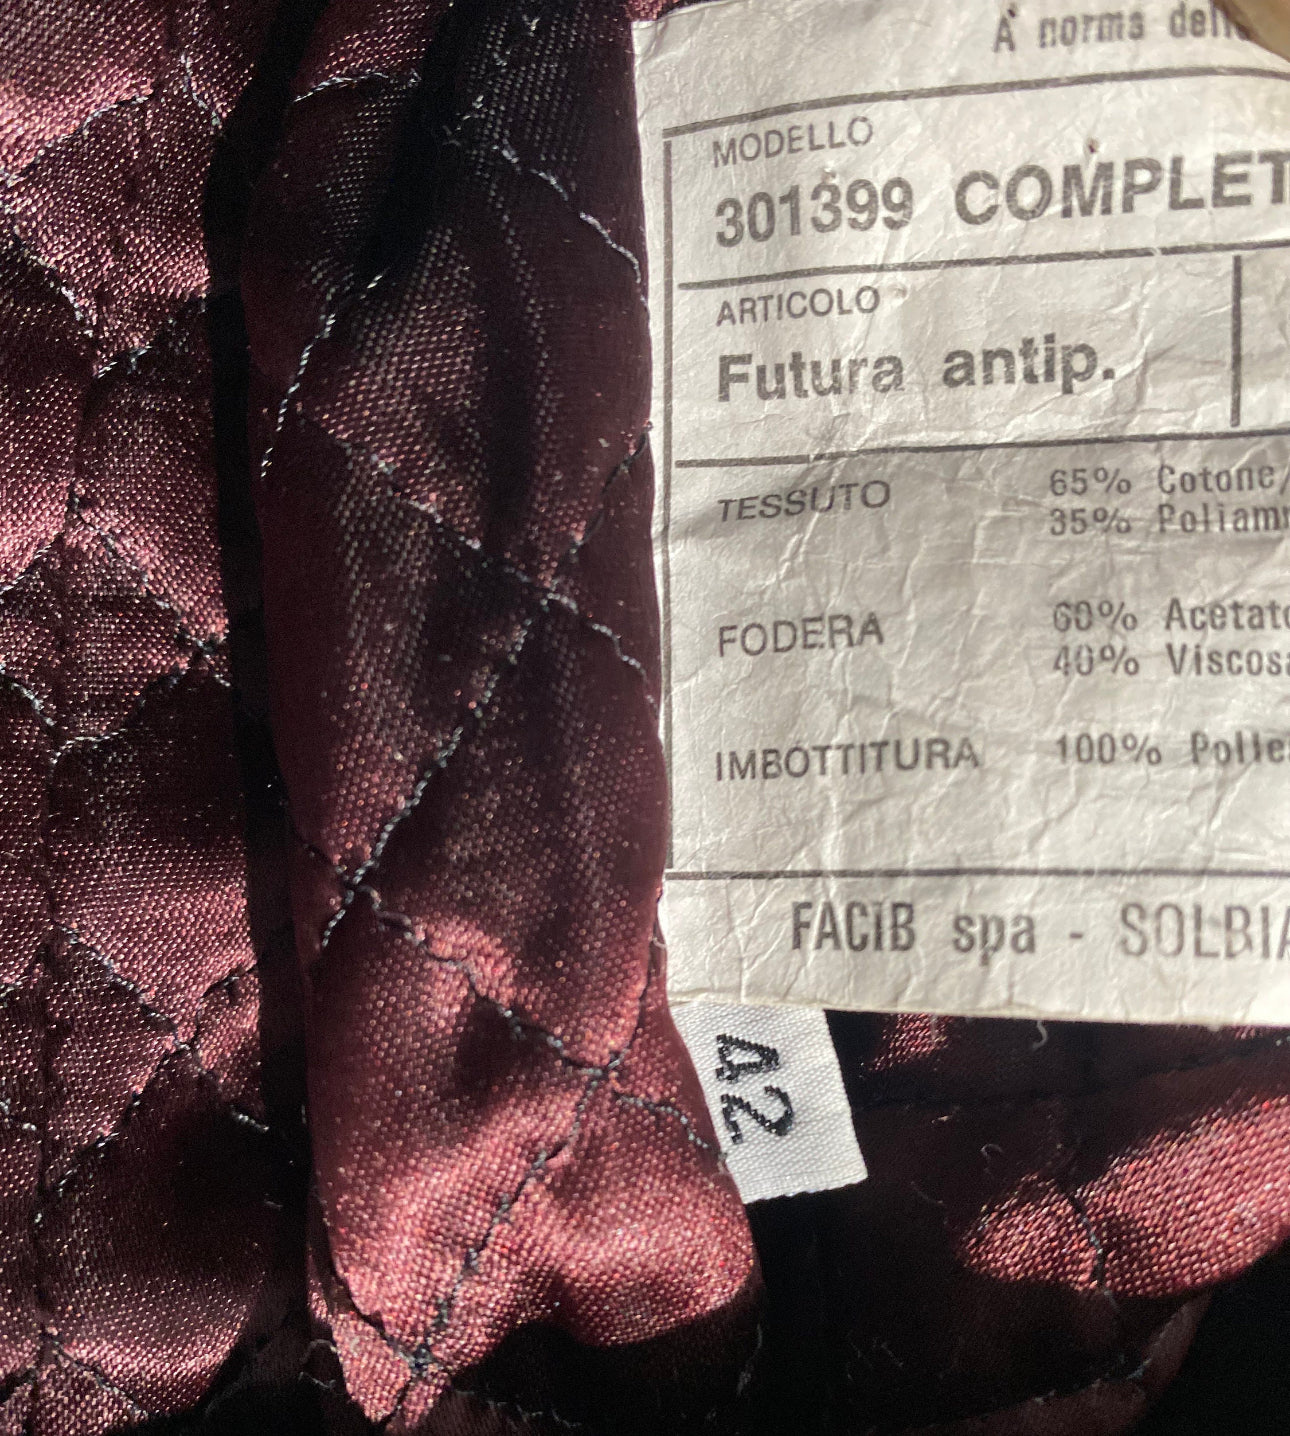 A' norma dell
MODELLO
301399 COMPLET
ARTICOLO
Futura antip.
TESSUTO 65% Cotone/
35% Poliam
FODERA 60% Acetato
40% Viscosa
IMBOTTITURA 100% Polie
FACIB spa - SOLBIA
42